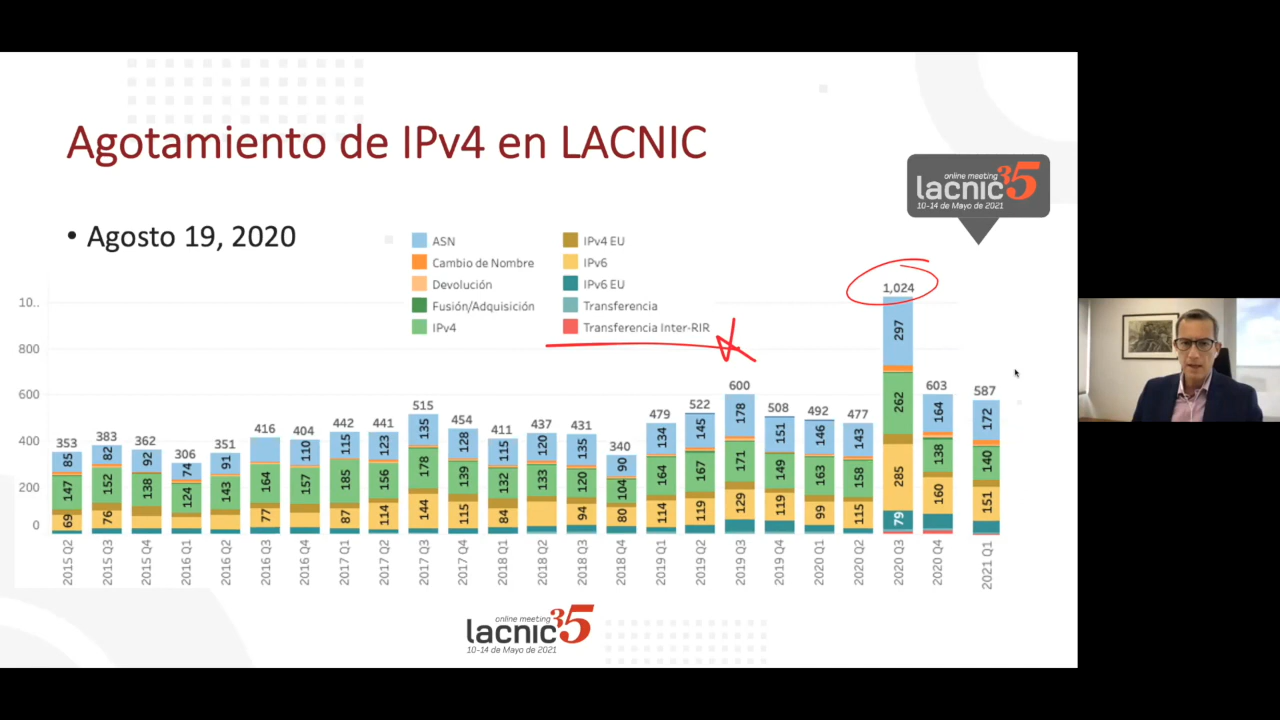 Agotamiento de IPv4 en LACNIC
online meeting
lacnic35
10-14 de Mayo de 2021
• Agosto 19, 2020
ASN
Cambio de Nombre
Devolución
Fusión/Adquisición
IPv4
IPv4 EU
IPv6
IPv6 EU
Transferencia
Transferencia Inter-RIR
10..
800
600
400
200
0
353 383 362 306 351 416 404 442 441 515 454 411 437 431 340 479 522 600 508 492 477 1,024 603 587
85 82 92 74 91 110 115 123 135 128 115 120 135 90 134 145 178 151 146 143 297 164 172
147 152 138 124 143 164 157 185 156 178 139 132 133 120 104 164 167 171 149 163 158 262 138 140
69 76 77 87 114 144 115 84 94 80 114 119 129 119 99 115 285 160 151
79
2015 Q2 2015 Q3 2015 Q4 2016 Q1 2016 Q2 2016 Q3 2016 Q4 2017 Q1 2017 Q2 2017 Q3 2017 Q4 2018 Q1 2018 Q2 2018 Q3 2018 Q4 2019 Q1 2019 Q2 2019 Q3 2019 Q4 2020 Q1 2020 Q2 2020 Q3 2020 Q4 2021 Q1
online meeting
lacnic35
10-14 de Mayo de 2021